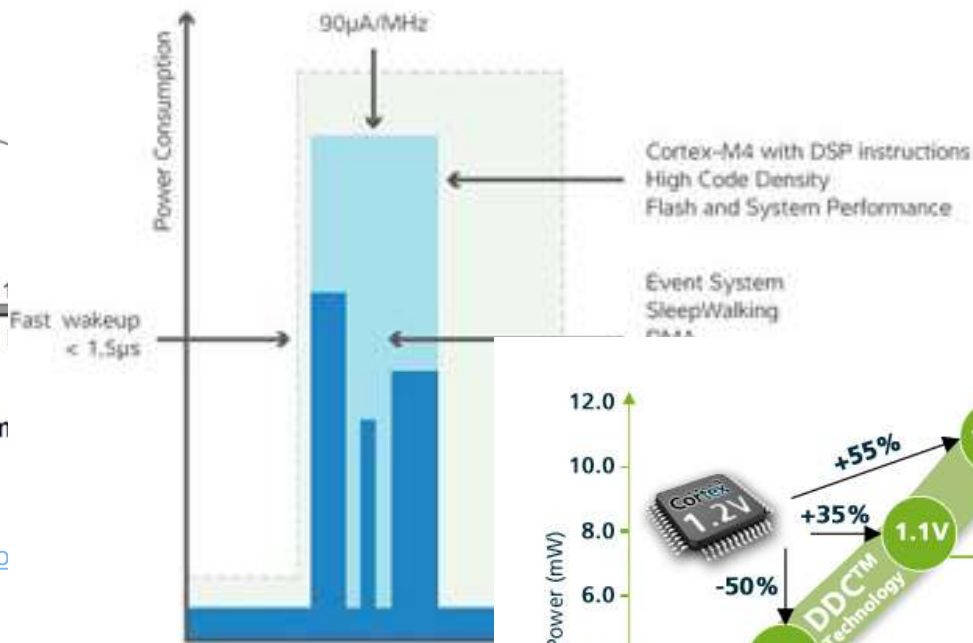 90µA/MHz
Power Consumption
Cortex-M4 with DSP instructions
High Code Density
Flash and System Performance
Event System
SleepWalking
Fast wakeup
< 1.5µs
12.0
10.0
8.0
6.0
Power (mW)
Cortex
1.2V
+55%
+35%
-50%
1.1V
DDC™
Technology